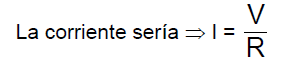 La corriente sería ⇒ I = V/R